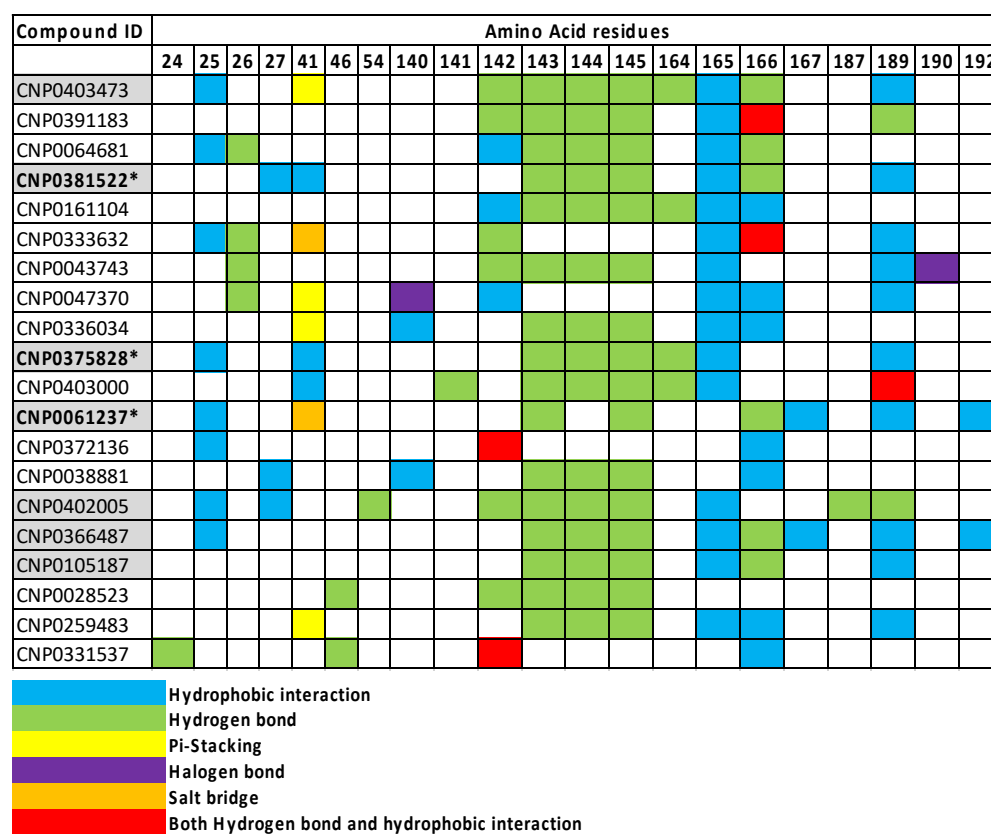 Compound ID Amino Acid residues
24 25 26 27 41 46 54 140 141 142 143 144 145 164 165 166 167 187 189 190 192
CNP0403473
CNP0391183
CNP0064681
CNP0381522*
CNP0161104
CNP0333632
CNP0043743
CNP0047370
CNP0336034
CNP0375828*
CNP0403000
CNP0061237*
CNP0372136
CNP0038881
CNP0402005
CNP0366487
CNP0105187
CNP0028523
CNP0259483
CNP0331537
Hydrophobic interaction
Hydrogen bond
Pi-Stacking
Halogen bond
Salt bridge
Both Hydrogen bond and hydrophobic interaction